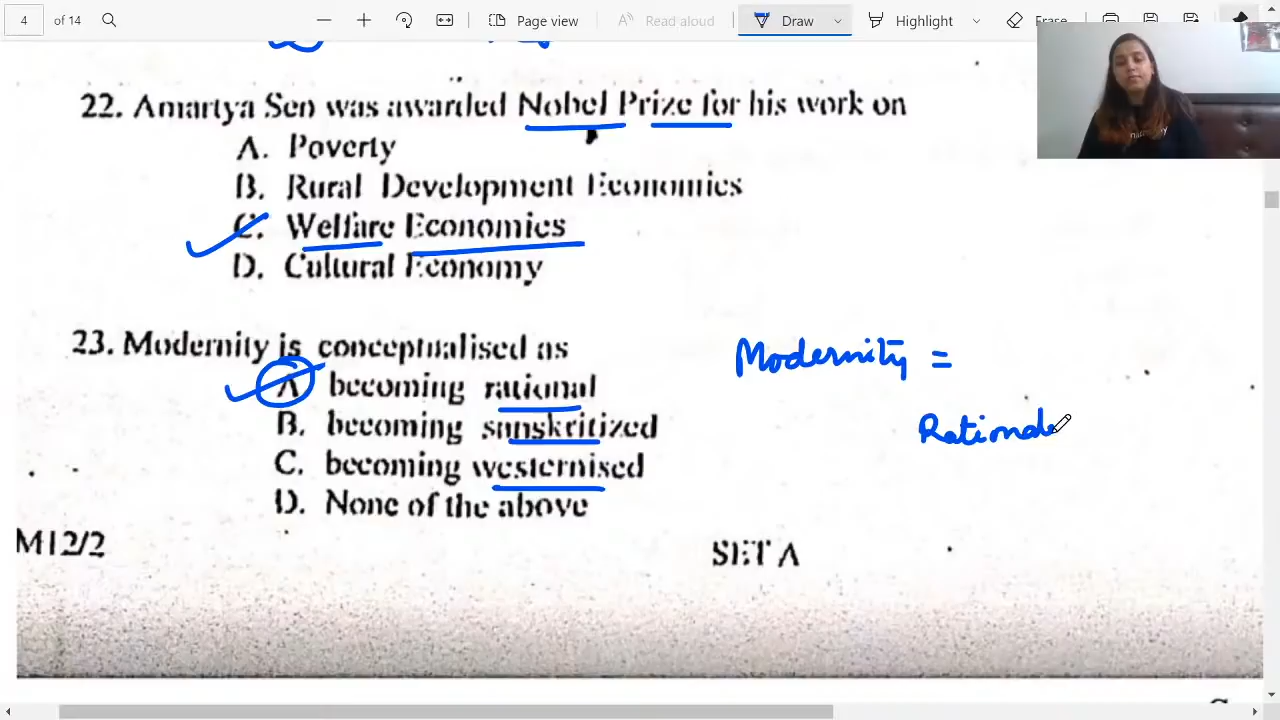 4 of 14 Page view Read aloud Draw Highlight Erase
22. Amartya Sen was awarded Nobel Prize for his work on
A. Poverty
B. Rural Development Economics
C. Welfare Economics
D. Cultural Economy
23. Modernity is conceptualised as
A becoming rational
B. becoming sanskritized
C. becoming westernised
D. None of the above
Modernity =
Rational
M12/2
SET A